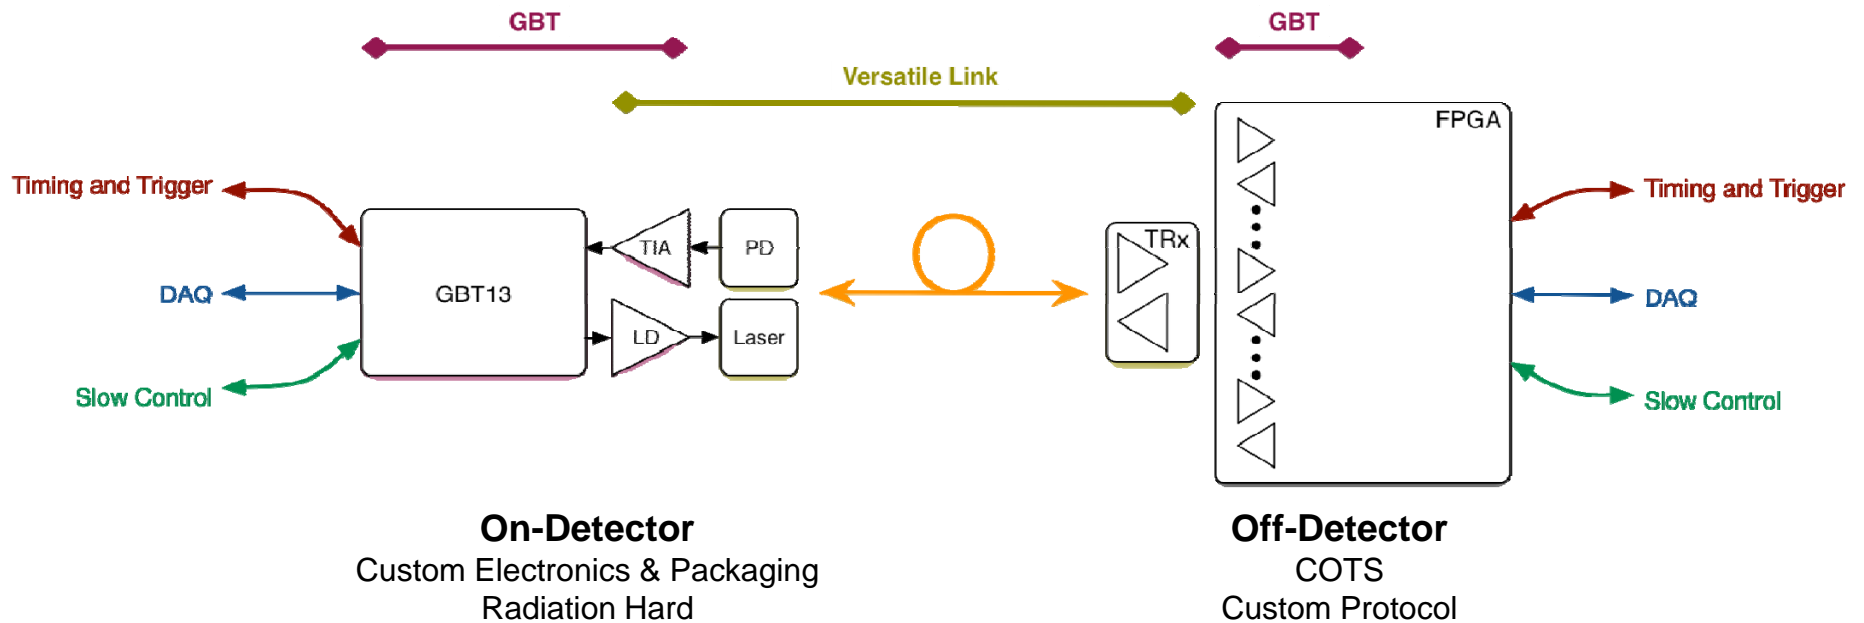 GBT
GBT
Versatile Link
FPGA
Timing and Trigger
Timing and Trigger
TIA
PD
TRx
DAQ
GBT13
DAQ
LD
Laser
Slow Control
Slow Control
On-Detector
Custom Electronics & Packaging
Radiation Hard
Off-Detector
COTS
Custom Protocol